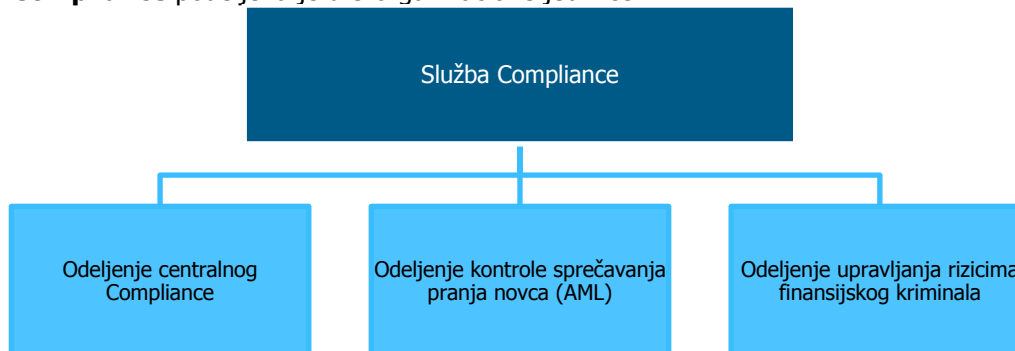 Služba Compliance
Odeljenje centralnog
Compliance
Odeljenje kontrole sprečavanja
pranja novca (AML)
Odeljenje upravljanja rizicima
finansijskog kriminala